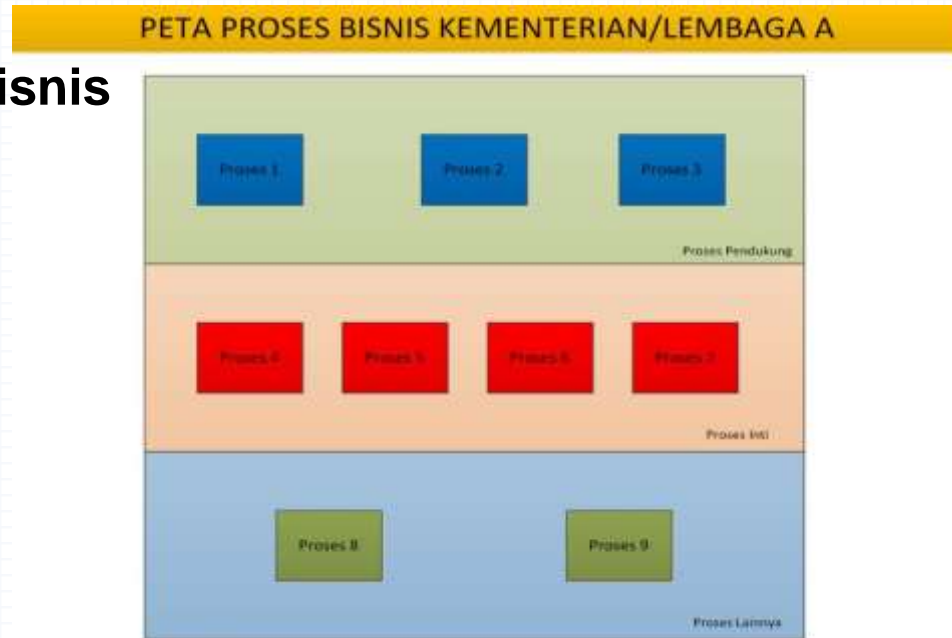 PETA PROSES BISNIS KEMENTERIAN/LEMBAGA A
isnis
Proses 1
Proses 2
Proses 3
Proses Pendukung
Proses 4
Proses 5
Proses 6
Proses 7
Proses Inti
Proses 8
Proses 9
Proses Lainnya